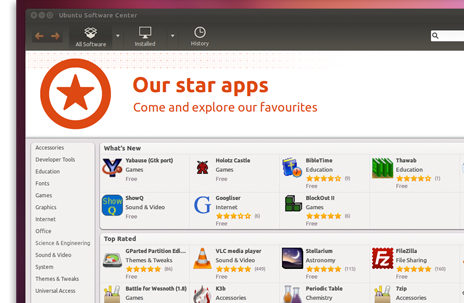 Ubuntu Software Center
All Software
Installed
History
Our star apps
Come and explore our favourites
Accessories
Developer Tools
Education
Fonts
Games
Graphics
Internet
Office
Science & Engineering
Sound & Video
System
Themes & Tweaks
Universal Access
What's New
Yabause (Gtk port)
Games
Free
Holotz Castle
Games
Free
BibleTime
Education
(9)
Free
Thawab
Education
(1)
Free
ShowQ
Sound & Video
Free
Googlizer
Internet
(6)
Free
BlockOut II
Games
(6)
Free
Top Rated
GParted Partition Edi...
Themes & Tweaks
(86)
Free
VLC media player
Sound & Video
(449)
Free
Stellarium
Astronomy
(115)
Free
FileZilla
File Sharing
(160)
Free
Battle for Wesnoth (1.8)
Games
K3b
Accessories
Periodic Table
Chemistry
7zip
Accessories